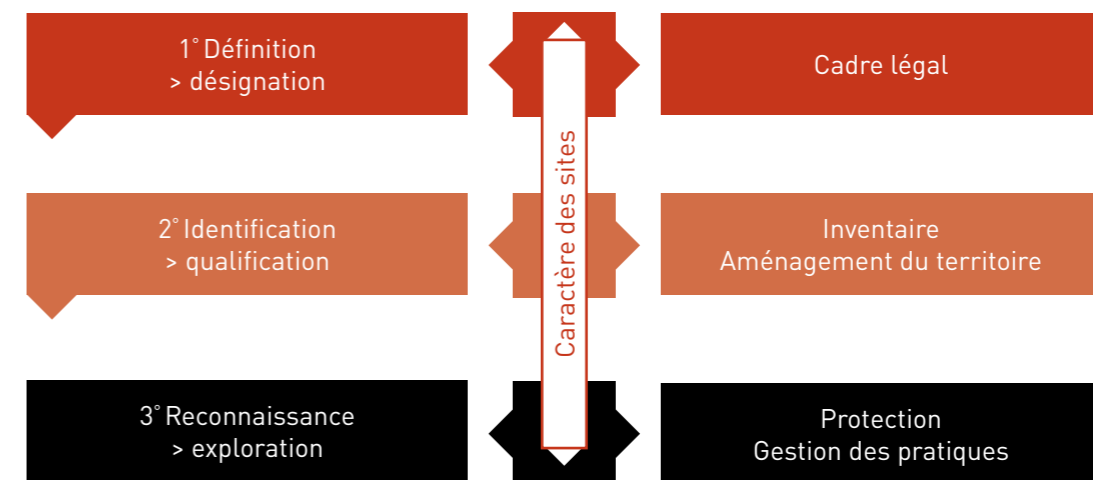 1° Définition
> désignation
Cadre légal
Caractère des sites
2° Identification
> qualification
Inventaire
Aménagement du territoire
3° Reconnaissance
> exploration
Protection
Gestion des pratiques